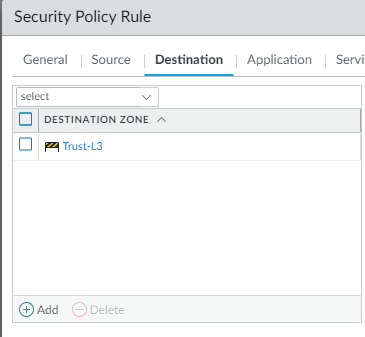 Security Policy Rule
General Source Destination Application Servi
select
DESTINATION ZONE
Trust-L3
Add Delete